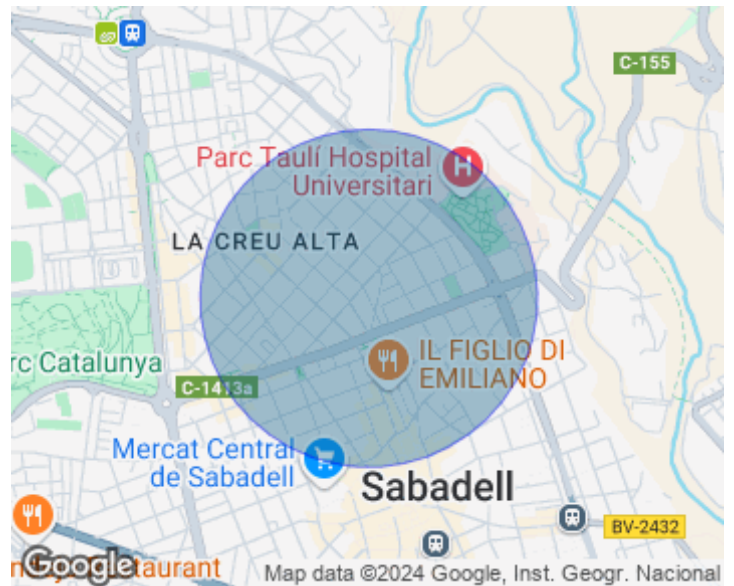 C-155
Parc Taulí Hospital
Universitari
H
LA CREU ALTA
rc Catalunya
IL FIGLIO DI
EMILIANO
C-1413a
Mercat Central
de Sabadell
Sabadell
BV-2432
Google
taurant
Map data ©2024 Google, Inst. Geogr. Nacional